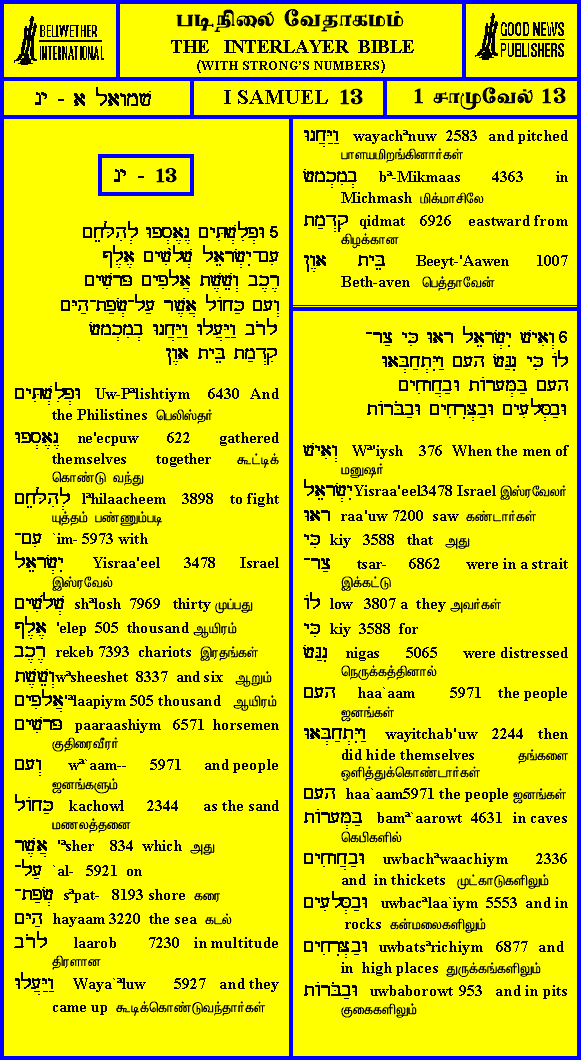 BELLWETHER
INTERNATIONAL
படிநிலை வேதாகமம்
THE INTERLAYER BIBLE
(WITH STRONG'S NUMBERS)
GOOD NEWS
PUBLISHERS
שמואל א - יג
I SAMUEL 13
1 சாமுவேல் 13
יג - 13
5 וּפְלִשְׁתִּים נֶאֶסְפוּ לְהִלָּחֵם
עִם־יִשְׂרָאֵל שְׁלֹשִׁים אֶלֶף
רֶכֶב וְשֵׁשֶׁת אֲלָפִים פָּרָשִׁים
וְעַם כַּחוֹל אֲשֶׁר עַל־שְׂפַת־הַיָּם
לָרֹב וַיַּעֲלוּ וַיַּחֲנוּ בְמִכְמָשׂ
קִדְמַת בֵּית אָוֶן
וּפְלִשְׁתִּים Uw-Pᵃlishtiym 6430 And
the Philistines பெலிஸ்தர்
נֶאֶסְפוּ ne'ecpuw 622 gathered
themselves together கூட்டிக்
கொண்டு வந்து
לְהִלָּחֵם lᵃhilaacheem 3898 to fight
யுத்தம் பண்ணும்படி
עִם־ `im- 5973 with
יִשְׂרָאֵל Yisraa'eel 3478 Israel
இஸ்ரவேல்
שְׁלֹשִׁים shᵃlosh 7969 thirty முப்பது
אֶלֶף 'elep 505 thousand ஆயிரம்
רֶכֶב rekeb 7393 chariots இரதங்கள்
וְשֵׁשֶׁת wᵃsheeshet 8337 and six ஆறும்
אֲלָפִים 'ᵃlaapiym 505 thousand ஆயிரம்
פָּרָשִׁים paaraashiym 6571 horsemen
குதிரைவீரர்
וְעַם wᵃ`aam-- 5971 and people
ஜனங்களும்
כַּחוֹל kachowl 2344 as the sand
மணலத்தனை
אֲשֶׁר 'ᵃsher 834 which அது
עַל־ `al- 5921 on
שְׂפַת־ sᵃpat- 8193 shore கரை
הַיָּם hayaam 3220 the sea கடல்
לָרֹב laarob 7230 in multitude
திரளான
וַיַּעֲלוּ Waya`ᵃluw 5927 and they
came up கூடிக்கொண்டுவந்தார்கள்
וַיַּחֲנוּ wayachᵃnuw 2583 and pitched
பாளயமிறங்கினார்கள்
בְמִכְמָשׂ bᵃ-Mikmaas 4363 in
Michmash மிக்மாசிலே
קִדְמַת qidmat 6926 eastward from
கிழக்கான
בֵּית אָוֶן Beeyt-'Aawen 1007
Beth-aven பெத்தாவேன்
6 וְאִישׁ יִשְׂרָאֵל רָאוּ כִּי צַר־
לוֹ כִּי נִגַּשׂ הָעָם וַיִּתְחַבְּאוּ
הָעָם בַּמְּעָרוֹת וּבַחֲוָחִים
וּבַסְּלָעִים וּבַצְּרִחִים וּבַבֹּרוֹת
וְאִישׁ Wᵃ'iysh 376 When the men of
மனுஷர்
יִשְׂרָאֵל Yisraa'eel3478 Israel இஸ்ரவேலர்
רָאוּ raa'uw 7200 saw கண்டார்கள்
כִּי kiy 3588 that அது
צַר־ tsar- 6862 were in a strait
இக்கட்டு
לוֹ low 3807 a they அவர்கள்
כִּי kiy 3588 for
נִגַּשׂ nigas 5065 were distressed
நெருக்கத்தினால்
הָעָם haa`aam 5971 the people
ஜனங்கள்
וַיִּתְחַבְּאוּ wayitchab'uw 2244 then
did hide themselves தங்களை
ஒளித்துக்கொண்டார்கள்
הָעָם haa`aam5971 the people ஜனங்கள்
בַּמְּעָרוֹת bam`aarowt 4631 in caves
கெபிகளில்
וּבַחֲוָחִים uwbachᵃwaachiym 2336
and in thickets முட்காடுகளிலும்
וּבַסְּלָעִים uwbacᵃlaa`iym 5553 and in
rocks கன்மலைகளிலும்
וּבַצְּרִחִים uwbatsᵃrichiym 6877 and
in high places துருக்கங்களிலும்
וּבַבֹּרוֹת uwbaborowt 953 and in pits
குகைகளிலும்